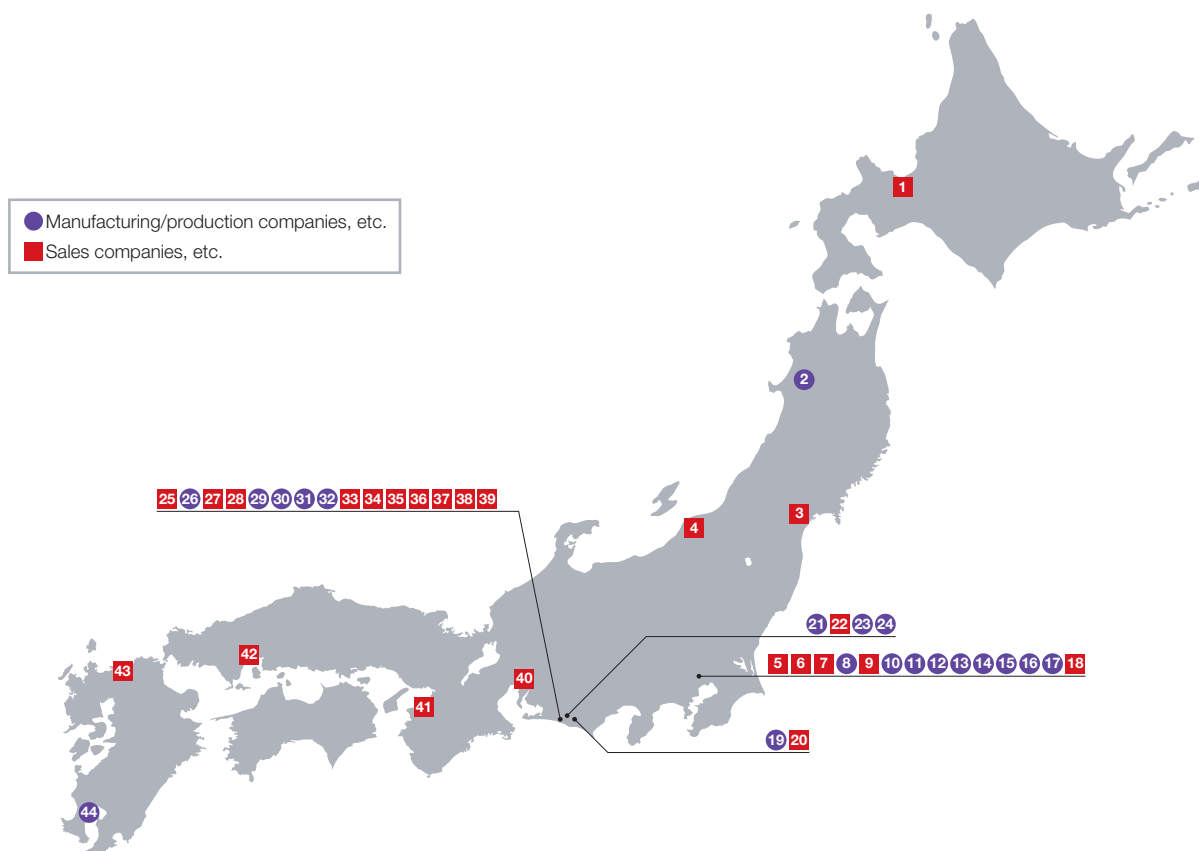 1
Manufacturing/production companies, etc.
Sales companies, etc.
2
25 26 27 28 29 30 31 32 33 34 35 36 37 38 39
3
4
21 22 23 24
42
43
5 6 7 8 9 10 11 12 13 14 15 16 17 18
40
41
19 20
44